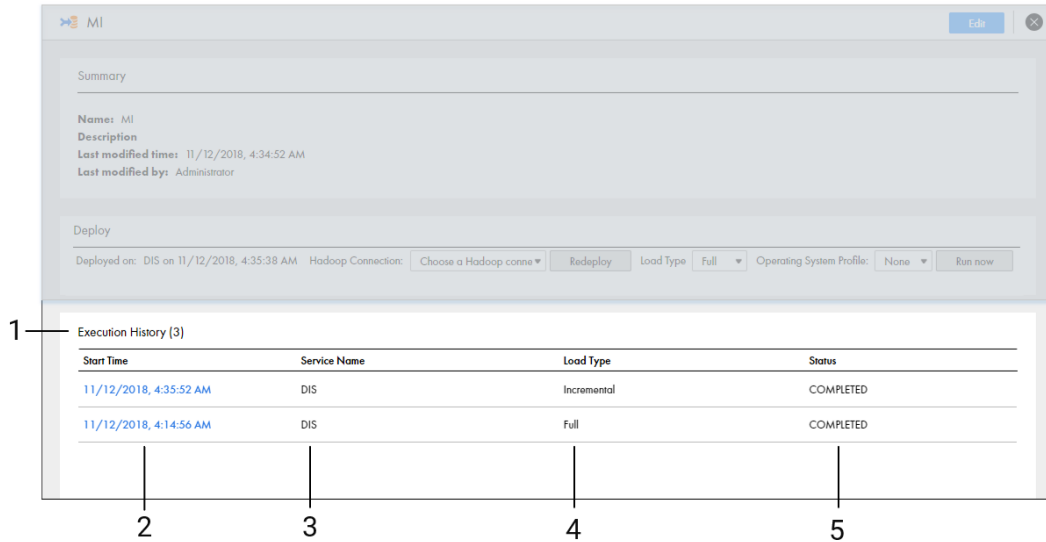 MI Edit
Summary
Name: MI
Description
Last modified time: 11/12/2018, 4:34:52 AM
Last modified by: Administrator
Deploy
Deployed on: DIS on 11/12/2018, 4:35:38 AM Hadoop Connection: Choose a Hadoop conne Redeploy Load Type Full Operating System Profile: None Run now
1 Execution History (3)
Start Time Service Name Load Type Status
11/12/2018, 4:35:52 AM DIS Incremental COMPLETED
11/12/2018, 4:14:56 AM DIS Full COMPLETED
2 3 4 5